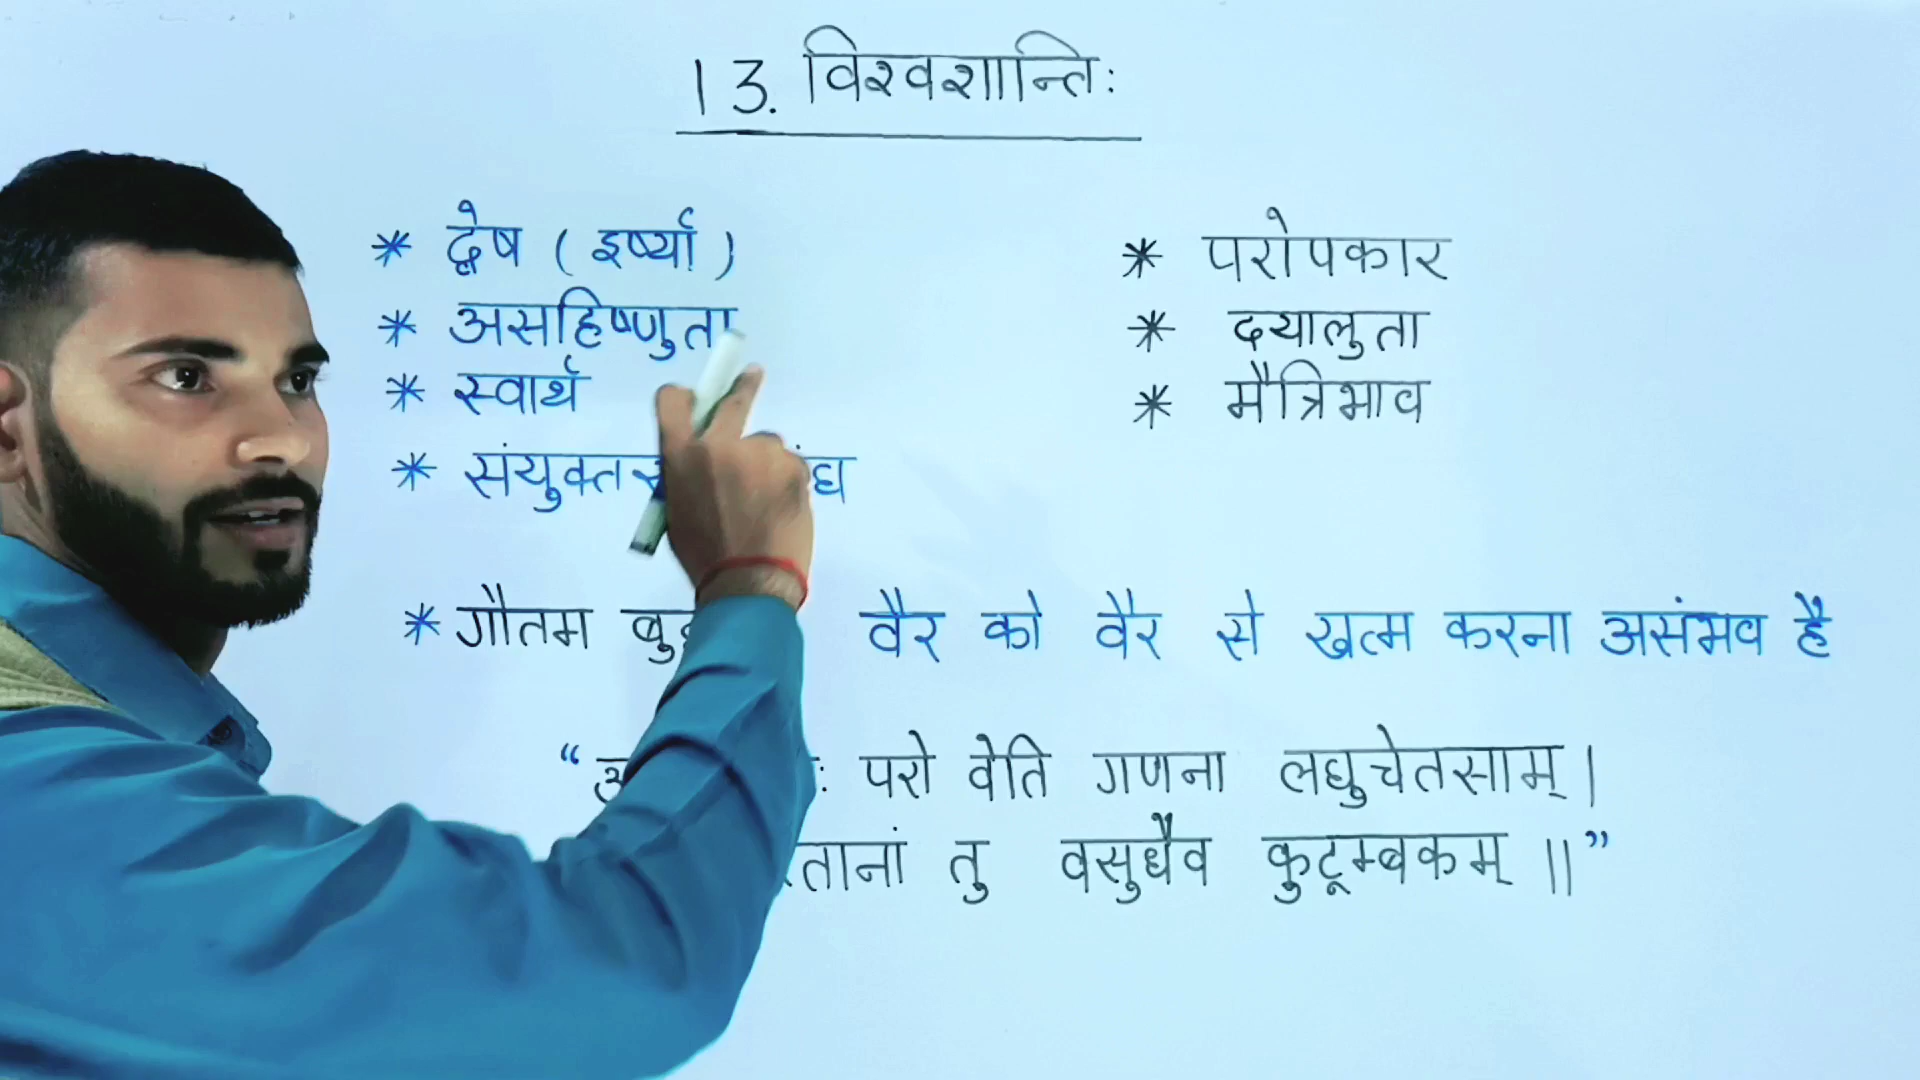 13. विश्वशान्ति:
* द्वेष ( इर्ष्या )
* असहिष्णुता
* स्वार्थ
* परोपकार
* दयालुता
* मैत्रिभाव
* गौतम वैर को वैर से खत्म करना असंभव है
परो वेति गणना लघुचेतसाम् ।
तु वसुधैव कुटूम्बकम् ॥”